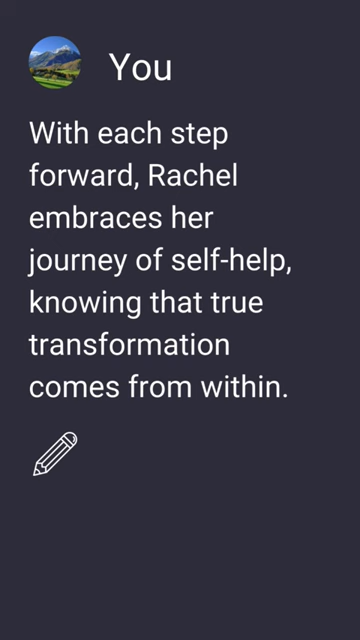 You
With each step
forward, Rachel
embraces her
journey of self-help,
knowing that true
transformation
comes from within.